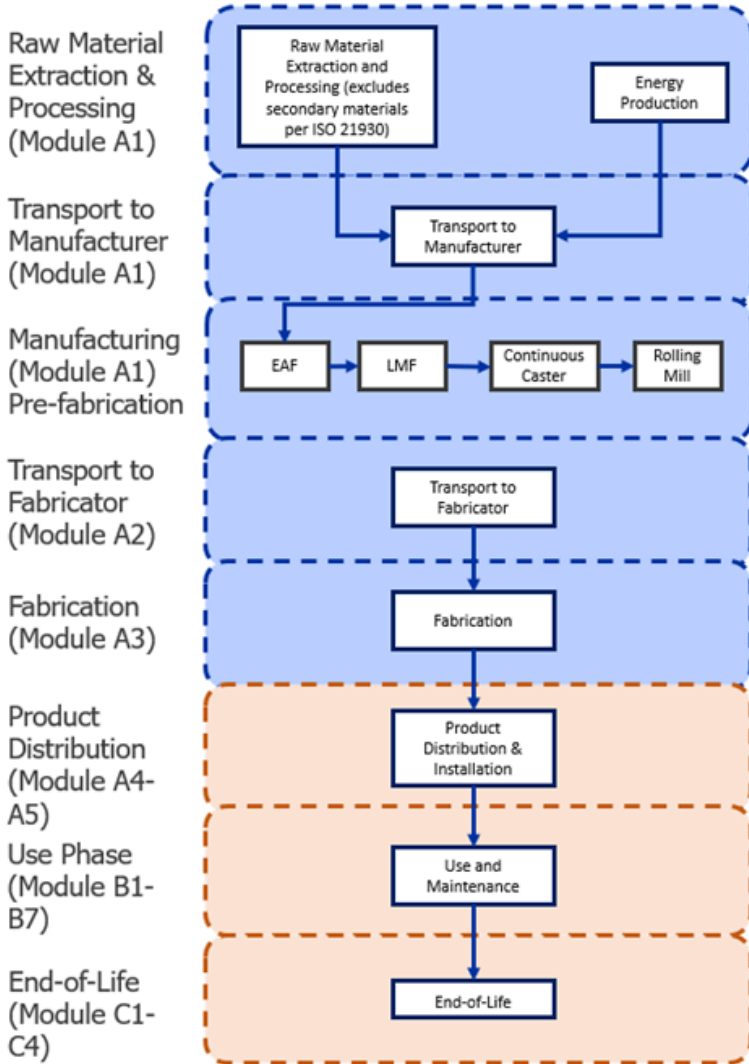 Raw Material
Extraction &
Processing
(Module A1)
Raw Material
Extraction and
Processing (excludes
secondary materials
per ISO 21930)
Energy
Production
Transport to
Manufacturer
(Module A1)
Transport to
Manufacturer
Manufacturing
(Module A1)
Pre-fabrication
EAF
LMF
Continuous
Caster
Rolling
Mill
Transport to
Fabricator
(Module A2)
Transport to
Fabricator
Fabrication
(Module A3)
Fabrication
Product
Distribution
(Module A4-
A5)
Product
Distribution &
Installation
Use Phase
(Module B1-
B7)
Use and
Maintenance
End-of-Life
(Module C1-
C4)
End-of-Life